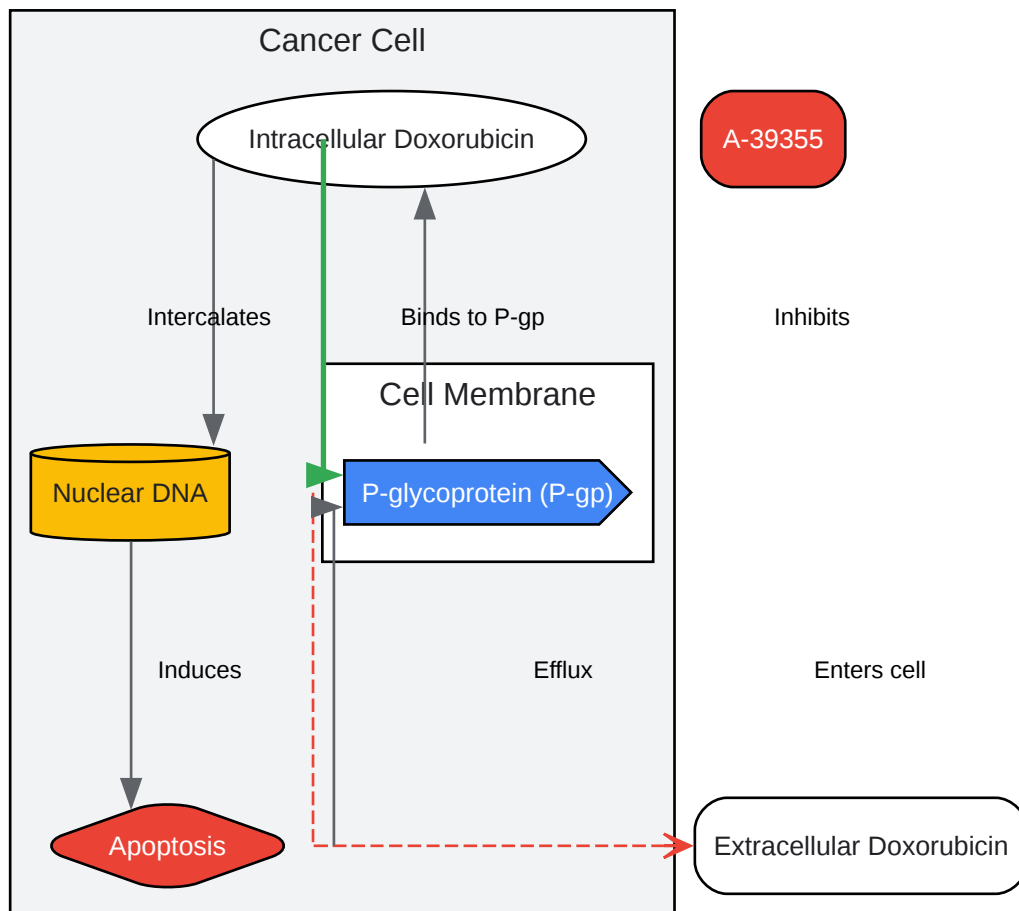 Cancer Cell
Intracellular Doxorubicin
A-39355
Intercalates
Binds to P-gp
Inhibits
Cell Membrane
Nuclear DNA
P-glycoprotein (P-gp)
Induces
Efflux
Enters cell
Apoptosis
Extracellular Doxorubicin